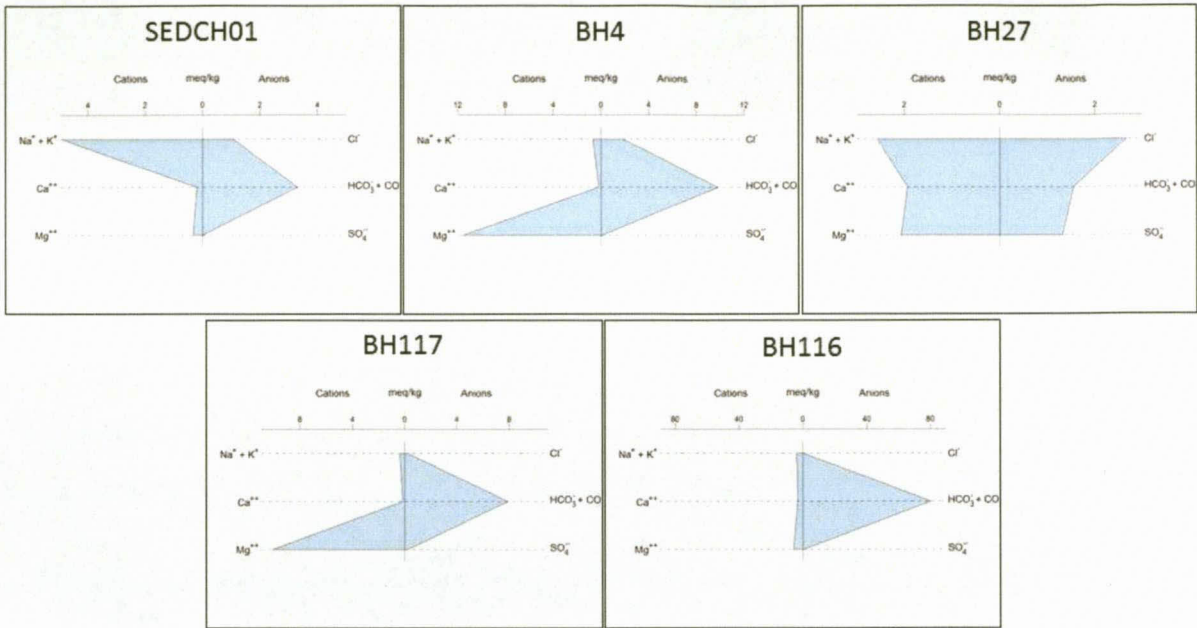 SEDCH01
Cations meq/kg Anions
4 2 0 2 4
Na⁺ + K⁺ Cl⁻
Ca⁺⁺ HCO₃⁻ + CO
Mg⁺⁺ SO₄⁻⁻
BH4
Cations meq/kg Anions
12 8 4 0 4 8 12
Na⁺ + K⁺ Cl⁻
Ca⁺⁺ HCO₃⁻ + CO
Mg⁺⁺ SO₄⁻⁻
BH27
Cations meq/kg Anions
2 0 2
Na⁺ + K⁺ Cl⁻
Ca⁺⁺ HCO₃⁻ + CO
Mg⁺⁺ SO₄⁻⁻
BH117
Cations meq/kg Anions
8 4 0 4 8
Na⁺ + K⁺ Cl⁻
Ca⁺⁺ HCO₃⁻ + CO
Mg⁺⁺ SO₄⁻⁻
BH116
Cations meq/kg Anions
80 40 0 40 80
Na⁺ + K⁺ Cl⁻
Ca⁺⁺ HCO₃⁻ + CO
Mg⁺⁺ SO₄⁻⁻